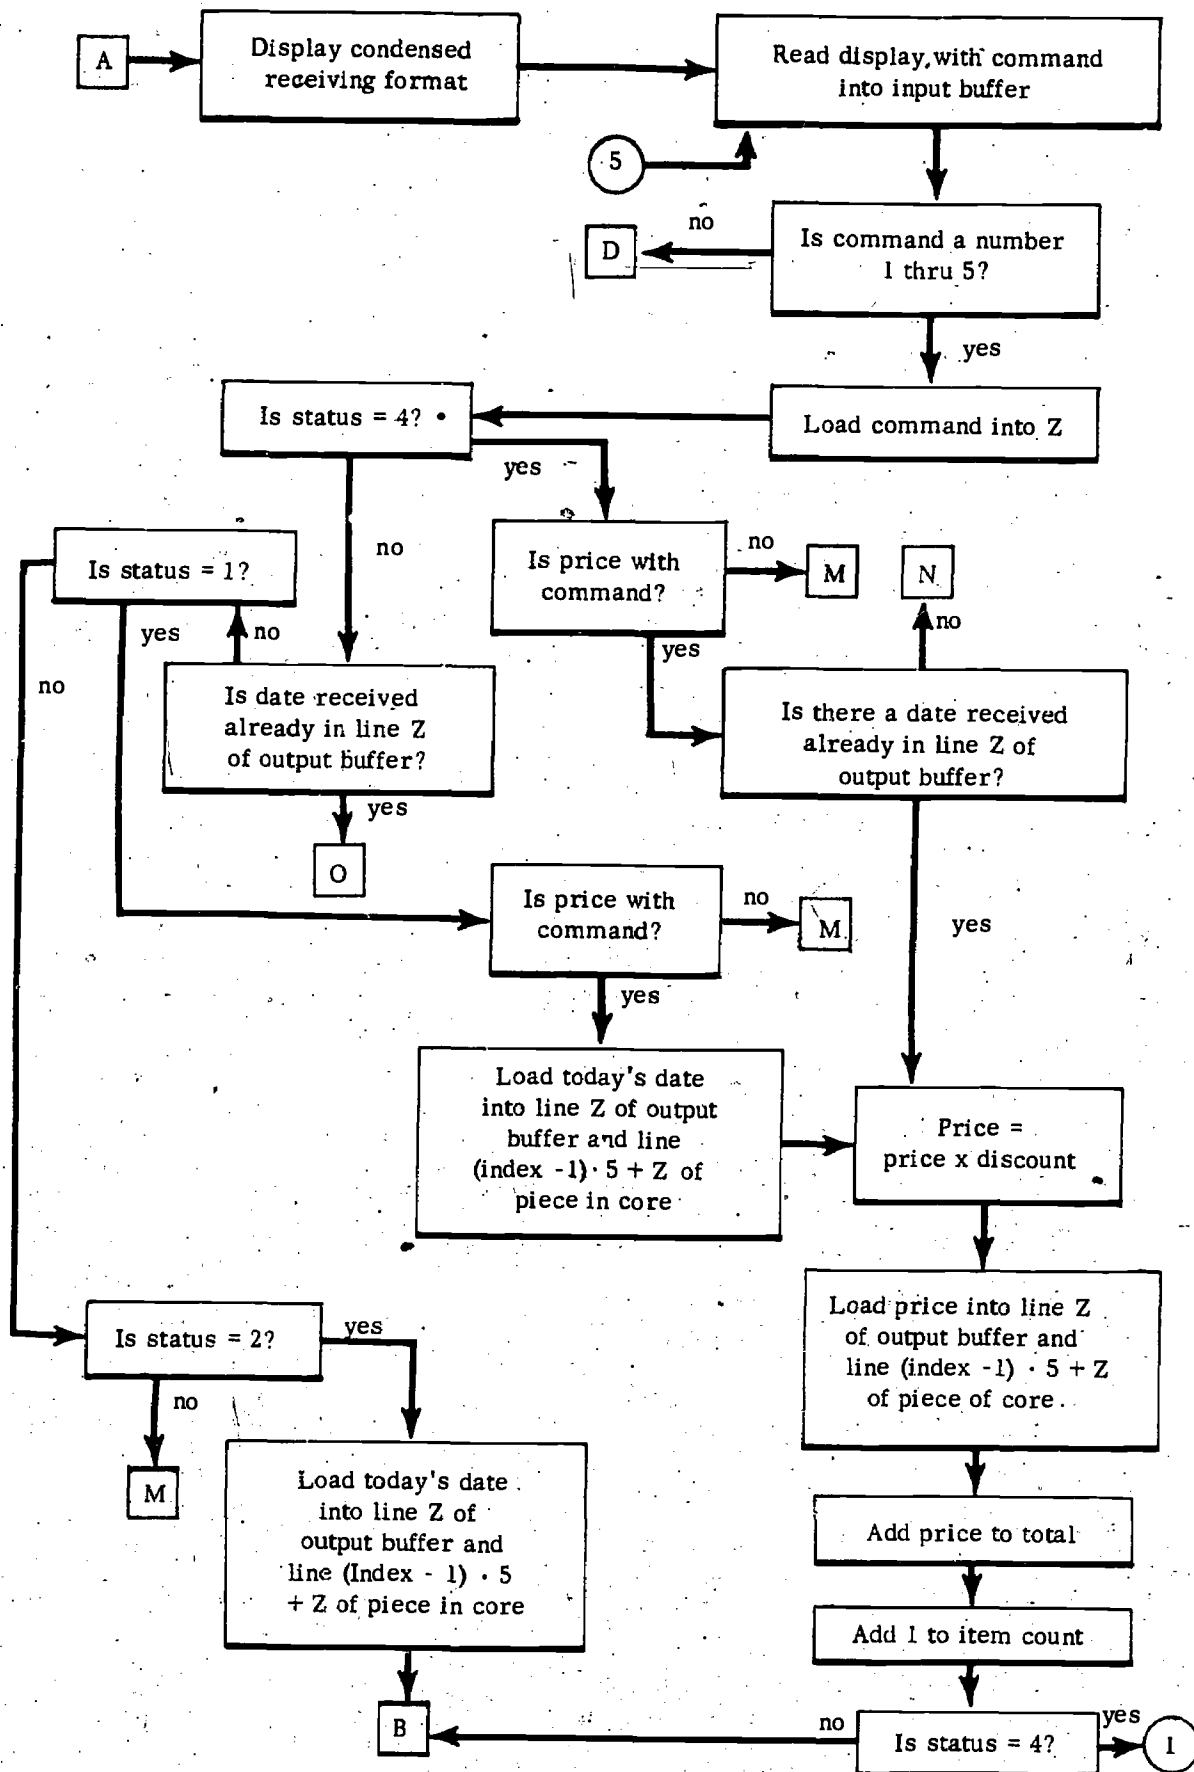 A
Display condensed
receiving format
Read display, with command
into input buffer
5
D
no
Is command a number
1 thru 5?
yes
Load command into Z
Is status = 4?
yes
no
Is price with
command?
no
M
N
no
yes
Is status = 1?
yes
no
no
Is date received
already in line Z
of output buffer?
yes
O
Is there a date received
already in line Z of
output buffer?
yes
Is price with
command?
no
M
yes
Load today's date
into line Z of output
buffer and line
(index -1) · 5 + Z of
piece in core
Price =
price x discount
Load price into line Z
of output buffer and
line (index -1) · 5 + Z
of piece of core.
Is status = 2?
yes
no
M
Load today's date
into line Z of
output buffer and
line (Index - 1) · 5
+ Z of piece in core
Add price to total
Add 1 to item count
B
no
Is status = 4?
yes
1